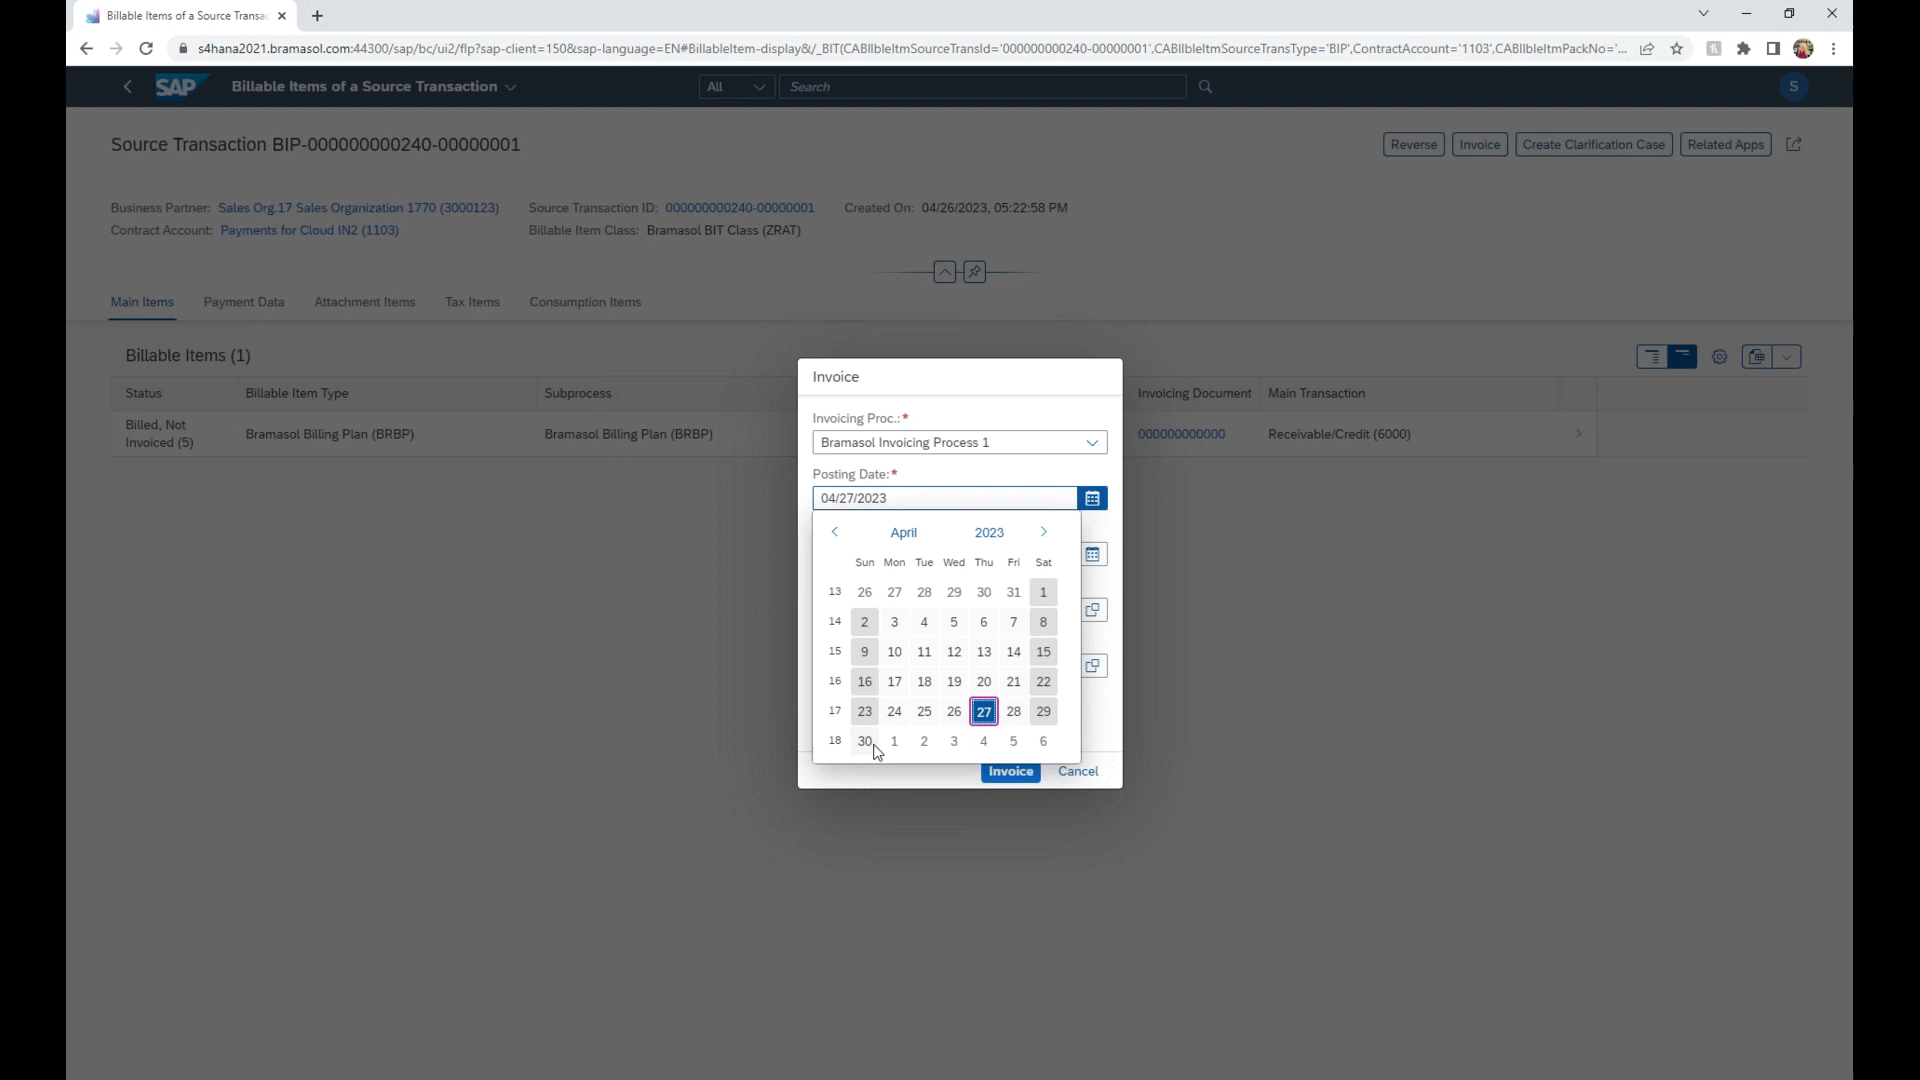 Billable Items of a Source Transac
s4hana2021.bramasol.com:44300/sap/bc/ui2/flp?sap-client=150&sap-language=EN#BillableItem-display&/_BIT(CABillbleItmSourceTransId='000000000240-00000001',CABillbleItmSourceTransType='BIP',ContractAccount='1103',CABillbleItmPackNo='...
SAP Billable Items of a Source Transaction All Search S
Source Transaction BIP-000000000240-00000001 Reverse Invoice Create Clarification Case Related Apps
Business Partner: Sales Org.17 Sales Organization 1770 (3000123) Source Transaction ID: 000000000240-00000001 Created On: 04/26/2023, 05:22:58 PM
Contract Account: Payments for Cloud IN2 (1103) Billable Item Class: Bramasol BIT Class (ZRAT)
Main Items Payment Data Attachment Items Tax Items Consumption Items
Billable Items (1)
Status Billable Item Type Subprocess Invoicing Document Main Transaction
Billed, Not
Invoiced (5) Bramasol Billing Plan (BRBP) Bramasol Billing Plan (BRBP) 000000000000 Receivable/Credit (6000)
Invoice
Invoicing Proc.:*
Bramasol Invoicing Process 1
Posting Date:*
04/27/2023
April 2023
Sun Mon Tue Wed Thu Fri Sat
13 26 27 28 29 30 31 1
14 2 3 4 5 6 7 8
15 9 10 11 12 13 14 15
16 16 17 18 19 20 21 22
17 23 24 25 26 27 28 29
18 30 1 2 3 4 5 6
Invoice Cancel